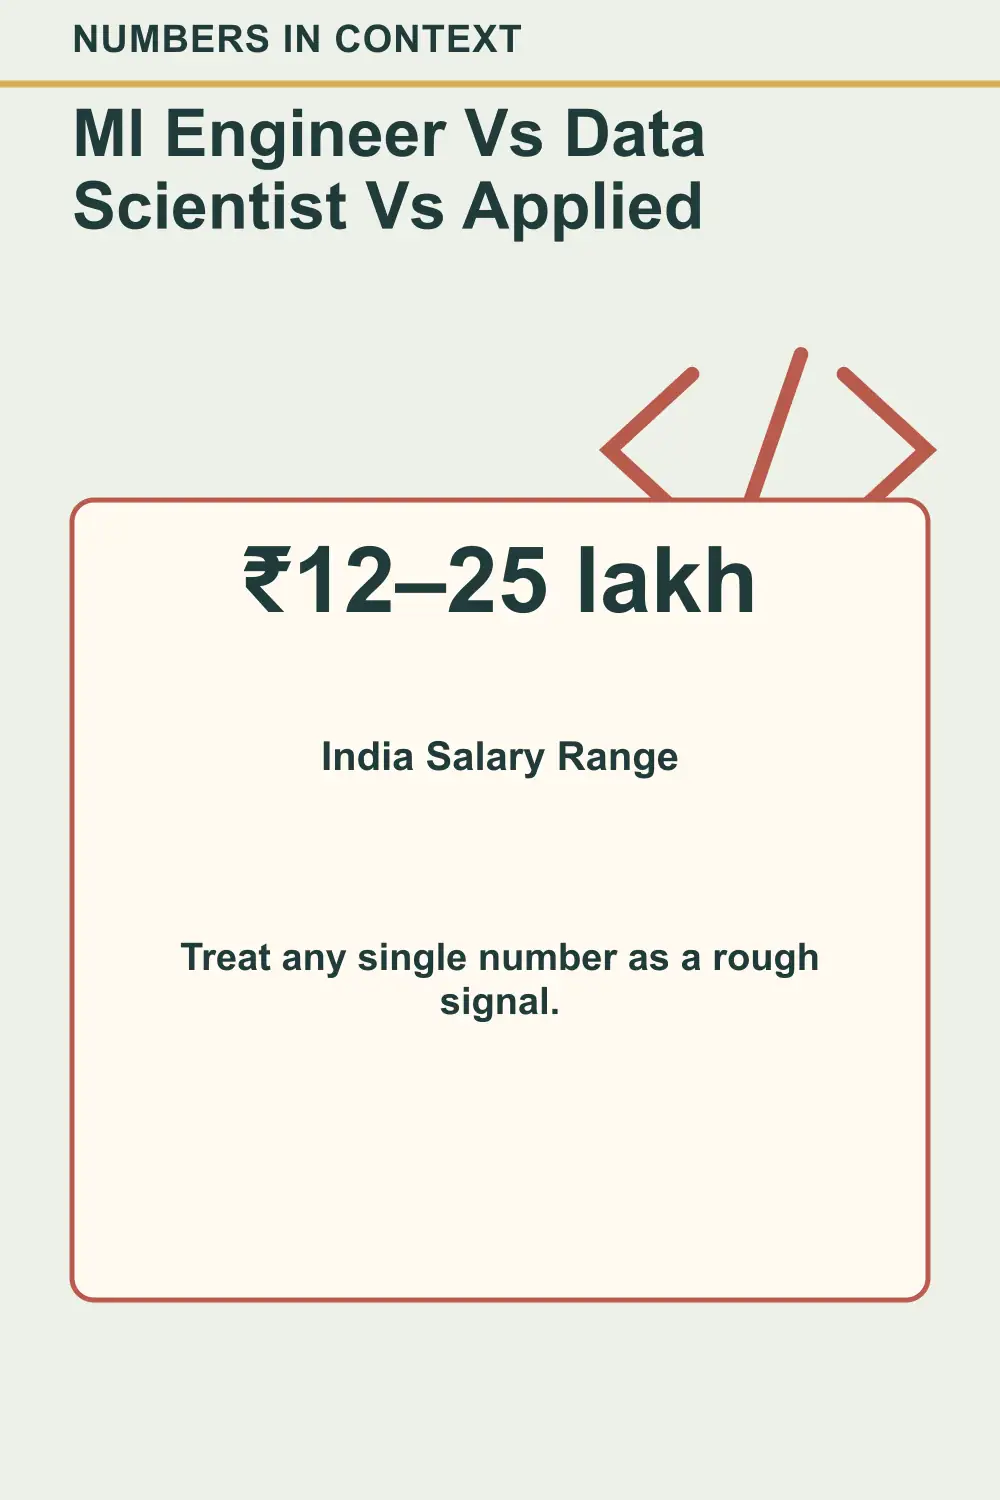 NUMBERS IN CONTEXT
Ml Engineer Vs Data
Scientist Vs Applied
₹12–25 lakh
India Salary Range
Treat any single number as a rough
signal.